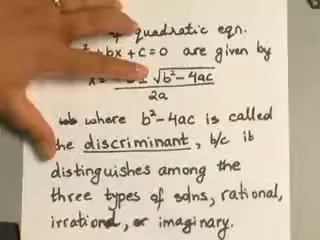 quadratic eqn.
+ bx + c = 0 are given by
√b² - 4ac
2a
where b² - 4ac is called
the discriminant, b/c it
distinguishes among the
three types of solns, rational,
irrational, or imaginary.